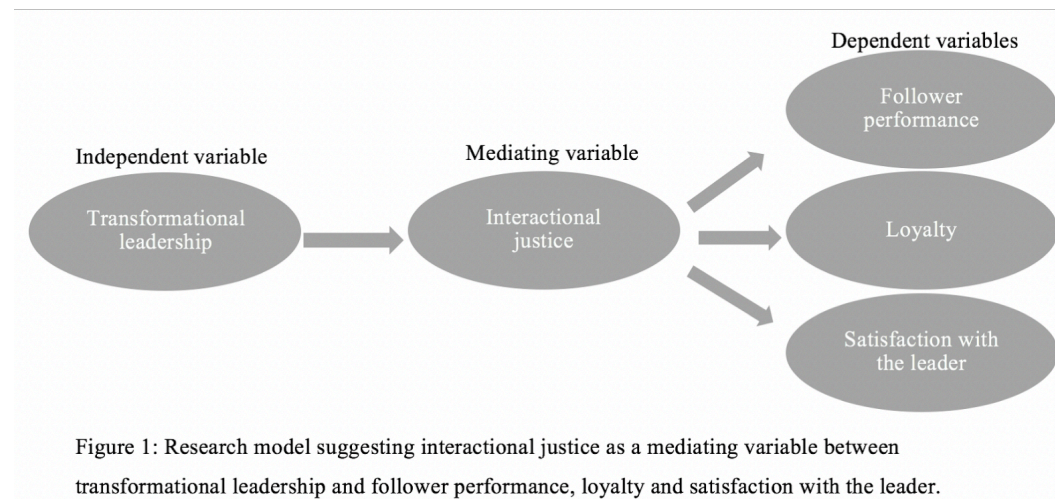 Dependent variables
Follower
performance
Independent variable
Mediating variable
Transformational
leadership
Interactional
justice
Loyalty
Satisfaction with
the leader
Figure 1: Research model suggesting interactional justice as a mediating variable between
transformational leadership and follower performance, loyalty and satisfaction with the leader.